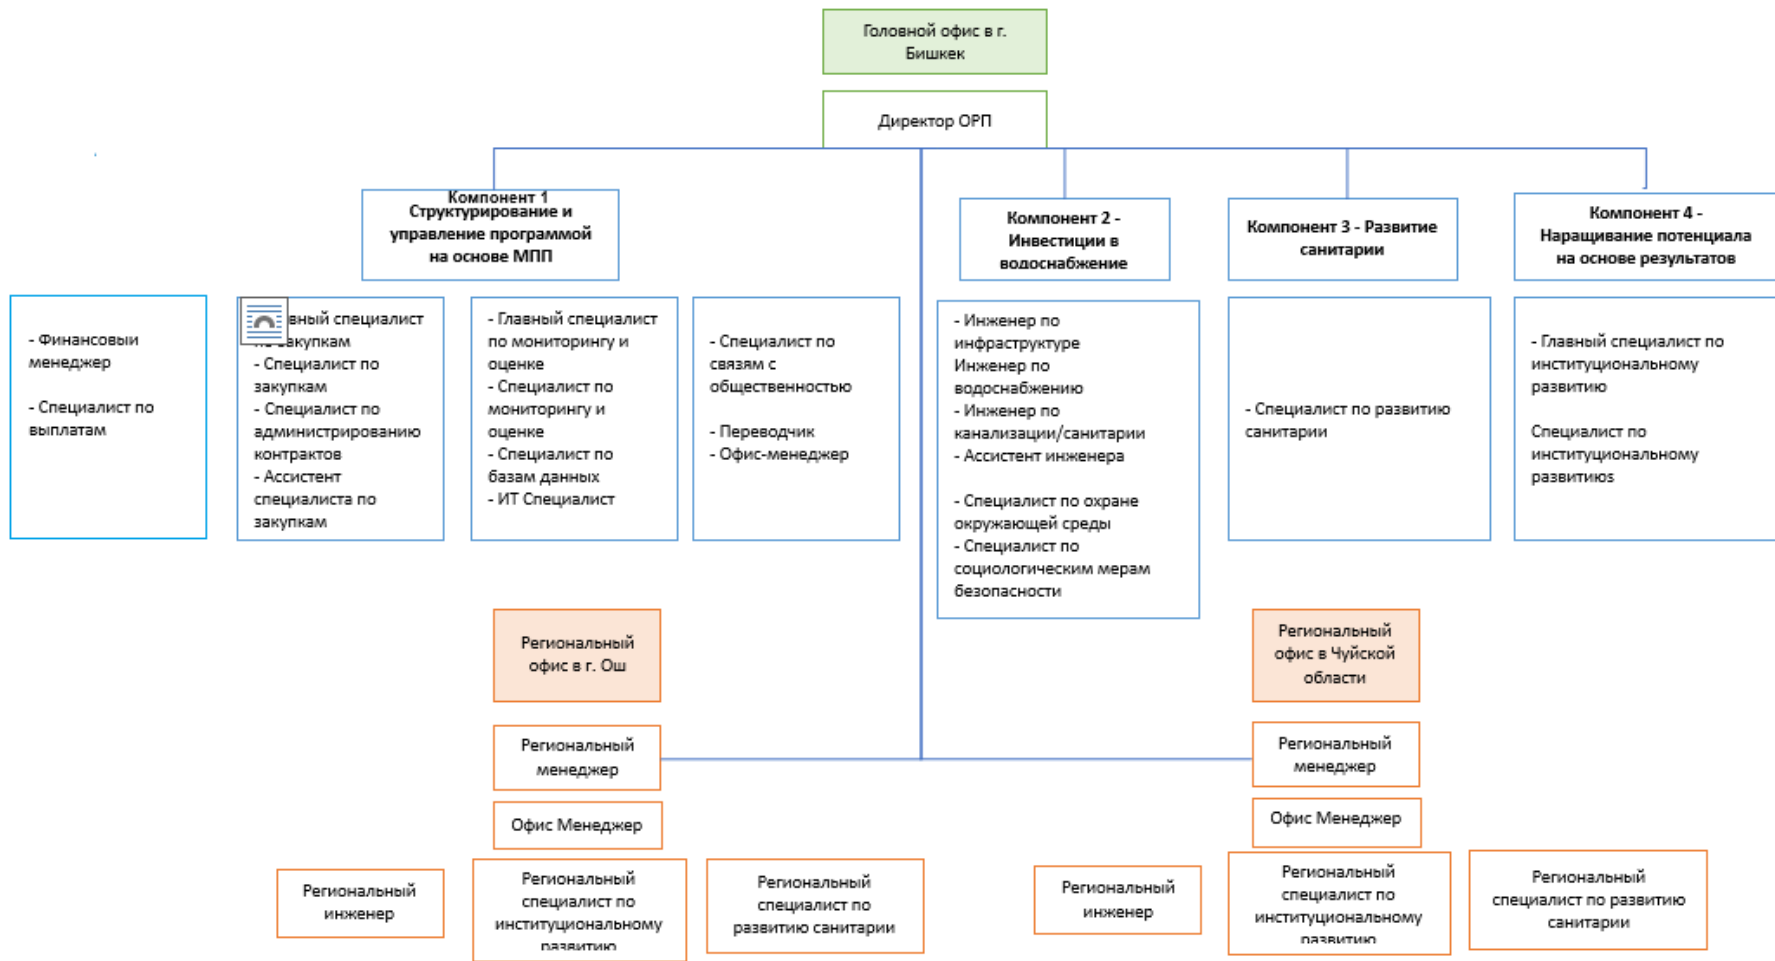 Головной офис в г.
Бишкек
Директор ОРП
Компонент 1
Структурирование и
управление программой
на основе МПП
Компонент 2 -
Инвестиции в
водоснабжение
Компонент 3 - Развитие
санитарии
Компонент 4 -
Наращивание потенциала
на основе результатов
- Финансовый
менеджер
- Специалист по
выплатам
специалист
закупкам
- Специалист по
закупкам
- Специалист по
администрированию
контрактов
- Ассистент
специалиста по
закупкам
- Главный специалист
по мониторингу и
оценке
- Специалист по
мониторингу и
оценке
- Специалист по
базам данных
- ИТ Специалист
- Специалист по
связям с
общественностью
- Переводчик
- Офис-менеджер
- Инженер по
инфраструктуре
Инженер по
водоснабжению
- Инженер по
канализации/санитарии
- Ассистент инженера
- Специалист по охране
окружающей среды
- Специалист по
социологическим мерам
безопасности
- Специалист по развитию
санитарии
- Главный специалист по
институциональному
развитию
Специалист по
институциональному
развитиюs
Региональный
офис в г. Ош
Региональный
офис в Чуйской
области
Региональный
менеджер
Региональный
менеджер
Офис Менеджер
Офис Менеджер
Региональный
инженер
Региональный
специалист по
институциональному
развитию
Региональный
специалист по
развитию санитарии
Региональный
инженер
Региональный
специалист по
институциональному
развитию
Региональный
специалист по развитию
санитарии